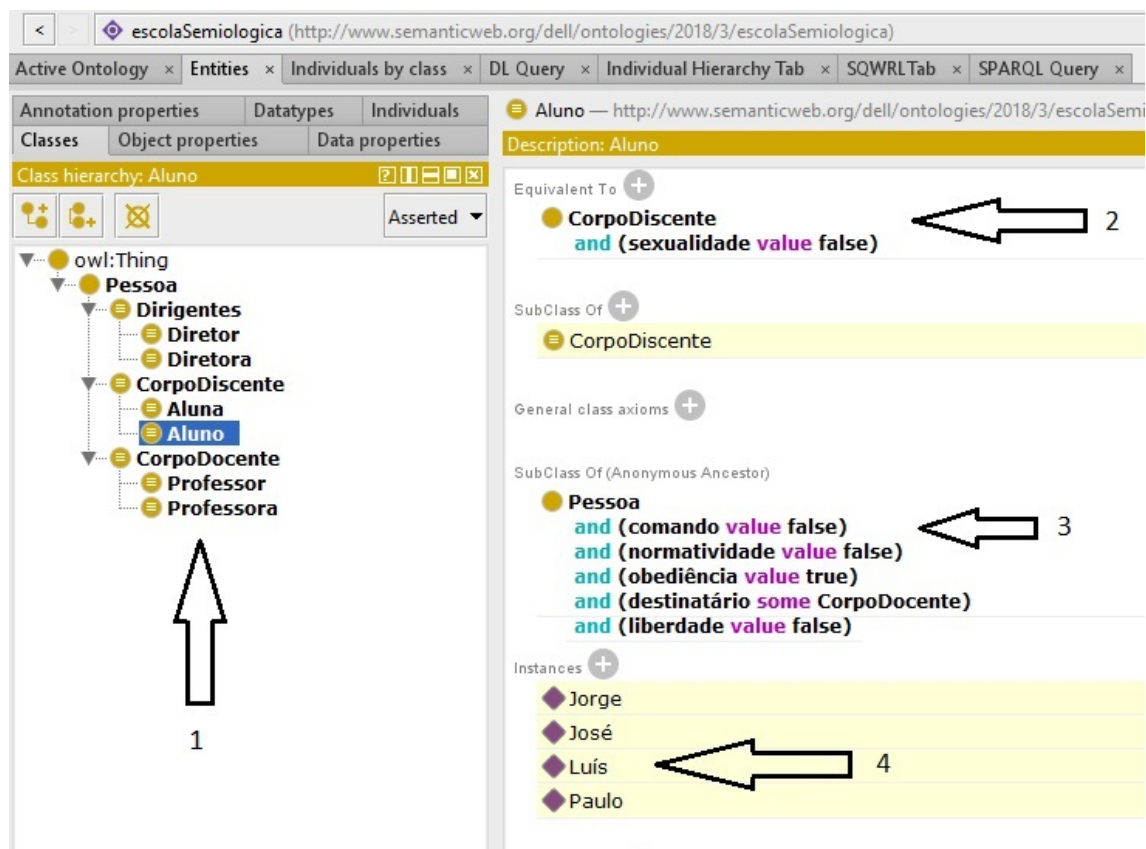 < > escolaSemiologica (http://www.semanticweb.org/dell/ontologies/2018/3/escolaSemiologica)
Active Ontology × Entities × Individuals by class × DL Query × Individual Hierarchy Tab × SQWRLTab × SPARQL Query ×
Annotation properties Datatypes Individuals
Classes Object properties Data properties
Class hierarchy: Aluno
Asserted
owl:Thing
Pessoa
Dirigentes
Diretor
Diretora
CorpoDiscente
Aluna
Aluno
CorpoDocente
Professor
Professora
1
Aluno — http://www.semanticweb.org/dell/ontologies/2018/3/escolaSemi
Description: Aluno
Equivalent To
CorpoDiscente
and (sexualidade value false)
2
SubClass Of
CorpoDiscente
General class axioms
SubClass Of (Anonymous Ancestor)
Pessoa
and (comando value false)
3
and (normatividade value false)
and (obediência value true)
and (destinatário some CorpoDocente)
and (liberdade value false)
Instances
Jorge
José
Luís
4
Paulo